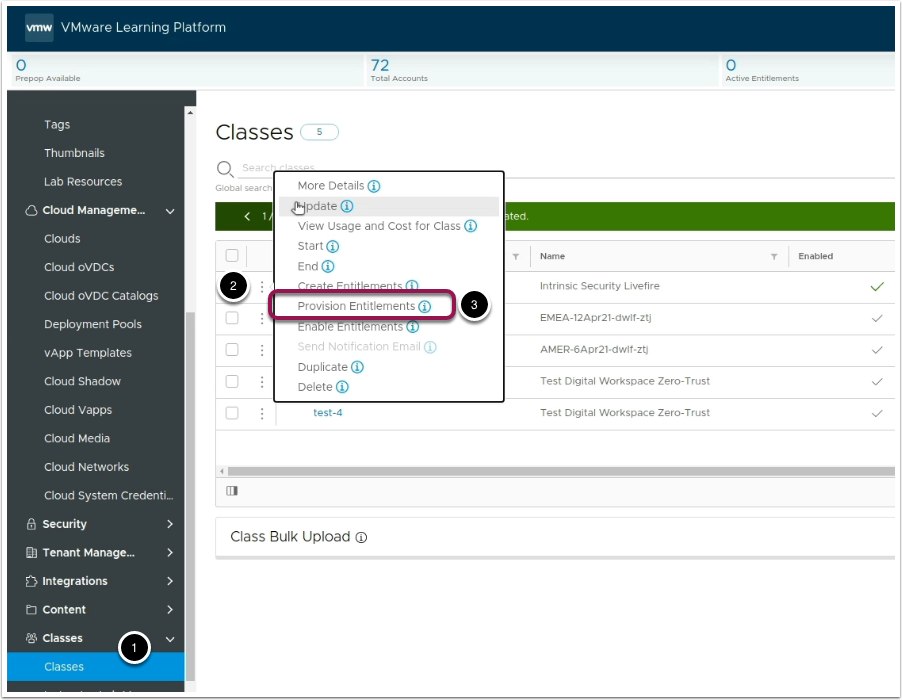 vmw VMware Learning Platform
0
Prepop Available
72
Total Accounts
0
Active Entitlements
Tags
Thumbnails
Lab Resources
Cloud Manageme...
Clouds
Cloud oVDCs
Cloud oVDC Catalogs
Deployment Pools
vApp Templates
Cloud Shadow
Cloud Vapps
Cloud Media
Cloud Networks
Cloud System Credenti...
Security
Tenant Manage...
Integrations
Content
Classes
1
Classes
Classes 5
Search classes
Global search
1/
ated.
More Details
Update
View Usage and Cost for Class
Start
End
Create Entitlements
Provision Entitlements
Enable Entitlements
Send Notification Email
Duplicate
Delete
2
3
Name Enabled
Intrinsic Security Livefire
EMEA-12Apr21-dwlf-ztj
AMER-6Apr21-dwlf-ztj
Test Digital Workspace Zero-Trust
test-4 Test Digital Workspace Zero-Trust
Class Bulk Upload